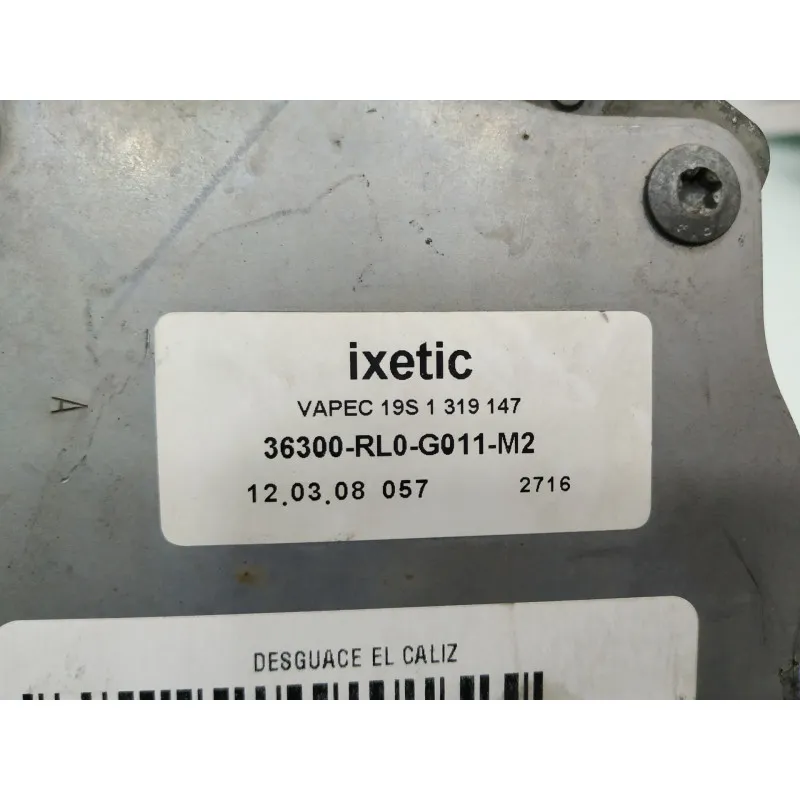 ixetic
VAPEC 19S 1 319 147
36300-RL0-G011-M2
12.03.08 057 2716
A
DESGUACE EL CALIZ